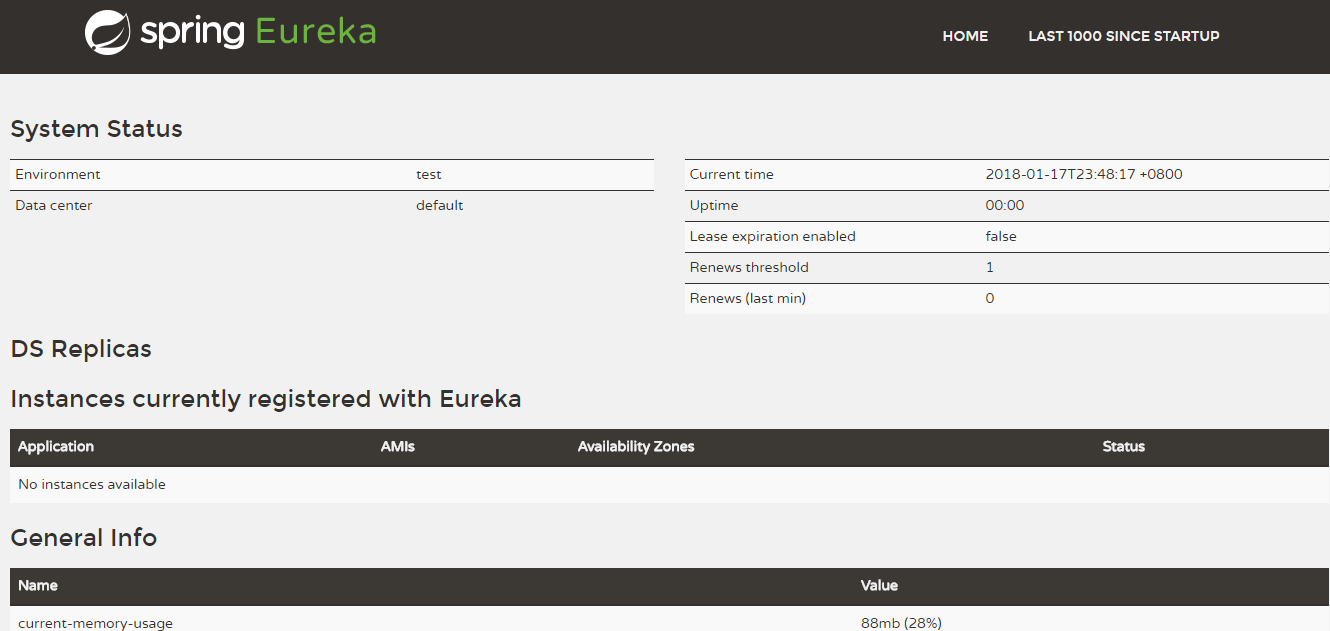 spring Eureka
HOME LAST 1000 SINCE STARTUP
System Status
Environment test
Data center default
Current time 2018-01-17T23:48:17 +0800
Uptime 00:00
Lease expiration enabled false
Renews threshold 1
Renews (last min) 0
DS Replicas
Instances currently registered with Eureka
Application AMIs Availability Zones Status
No instances available
General Info
Name Value
current-memory-usage 88mb (28%)